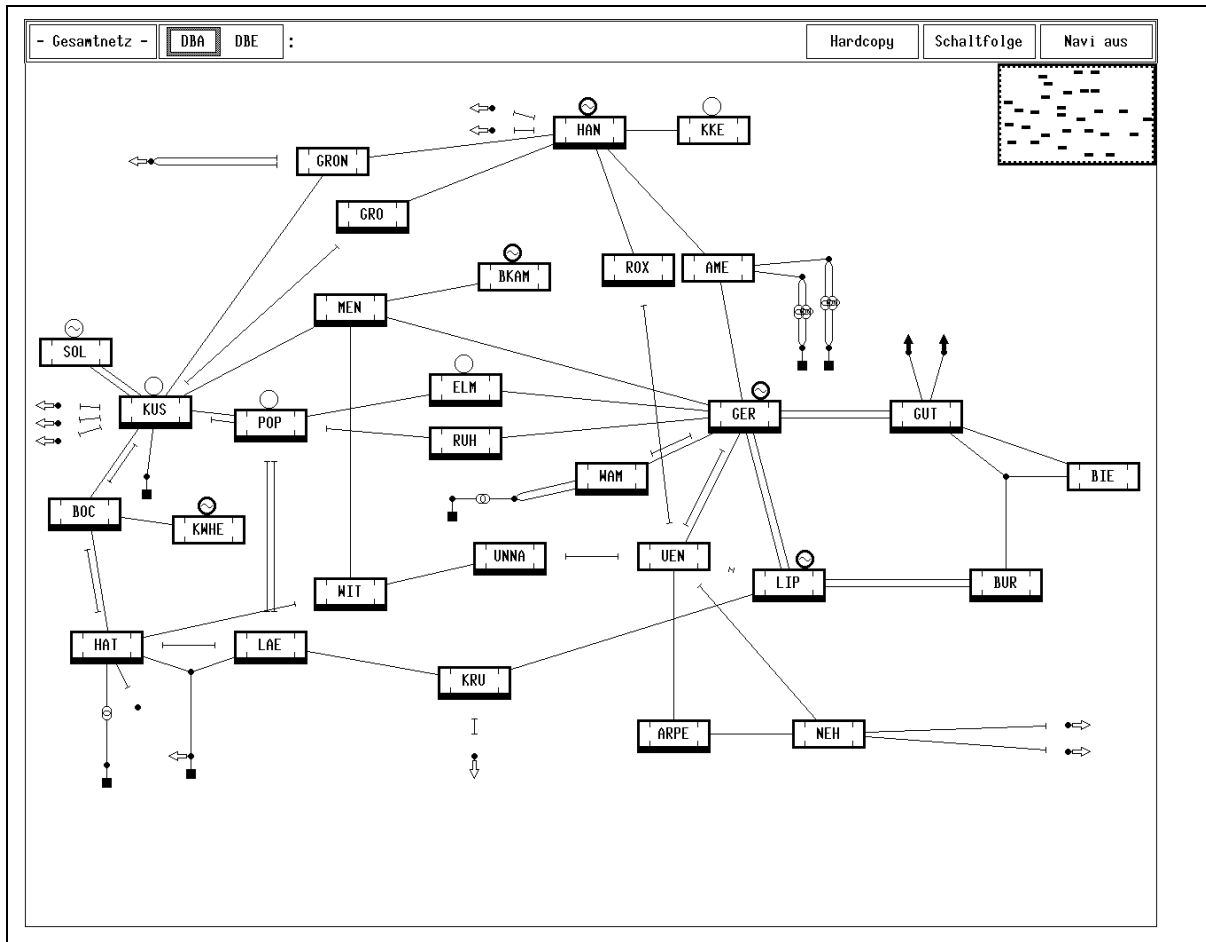 - Gesamtnetz - DBA DBE : Hardcopy Schaltfolge Navi aus
HAN KKE
GRON
GRO
BKAM ROX AME
MEN
SOL
ELM
KUS POP GER GUT
RUH
WAM BIE
BOC KWHE
UNNA UEN
WIT LIP BUR
HAT LAE
KRU
ARPE NEH